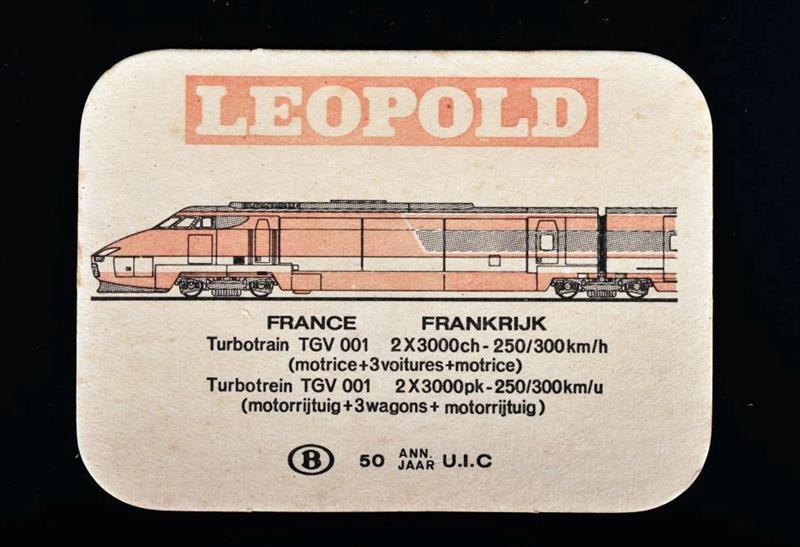 LEOPOLD
FRANCE FRANKRIJK
Turbotrain TGV 001 2X3000ch-250/300km/h
(motrice+3voitures+motrice)
Turbotrein TGV 001 2X3000pk-250/300km/u
(motorrijtuig+3wagons+ motorrijtuig)
B 50 ANN. JAAR U.I.C